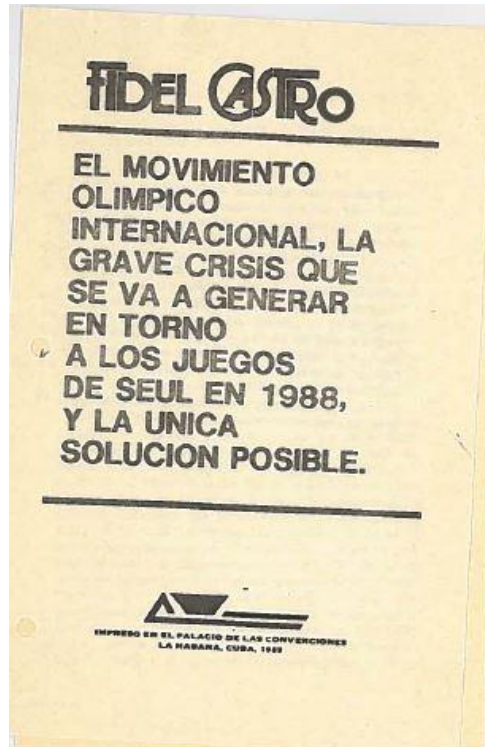 FIDEL CASTRO
EL MOVIMIENTO
OLIMPICO
INTERNACIONAL, LA
GRAVE CRISIS QUE
SE VA A GENERAR
EN TORNO
A LOS JUEGOS
DE SEUL EN 1988,
Y LA UNICA
SOLUCION POSIBLE.
IMPRESO EN EL PALACIO DE LAS CONVENCIONES
LA HABANA, CUBA,